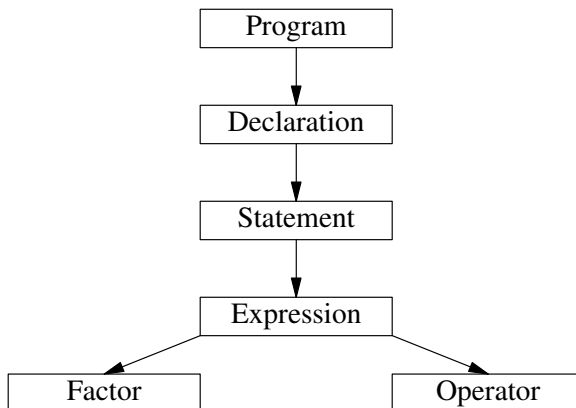 Program
Declaration
Statement
Expression
Factor
Operator